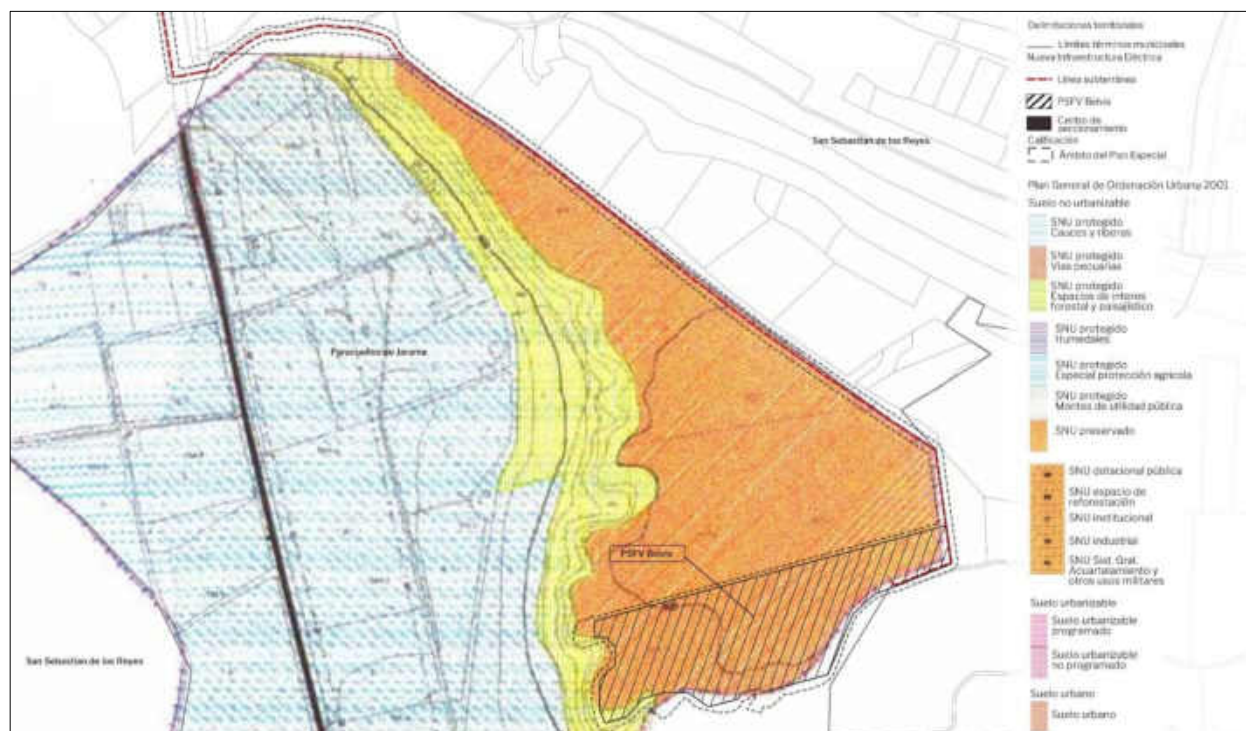 San Sebastián de los Reyes
Paracuellos de Jarama
PSFV Belvis
San Sebastián de los Reyes
Delimitaciones territoriales
Límites términos municipales
Nueva Infraestructura Eléctrica
Línea subterránea
PSFV Belvis
Centro de
seccionamiento
Calificación
Ámbito del Plan Especial
Plan General de Ordenación Urbana 2001
Suelo no urbanizable
SNU protegido
Cauces y riberas
SNU protegido
Vías pecuarias
SNU protegido
Espacios de interés
forestal y paisajístico
SNU protegido
Humedales
SNU protegido
Especial protección agrícola
SNU protegido
Montes de utilidad pública
SNU preservado
SNU dotacional pública
SNU espacio de
reforestación
SNU institucional
SNU industrial
SNU Sist. Gral.
Acuartelamiento y
otros usos militares
Suelo urbanizable
Suelo urbanizable
programado
Suelo urbanizable
no programado
Suelo urbano
Suelo urbano